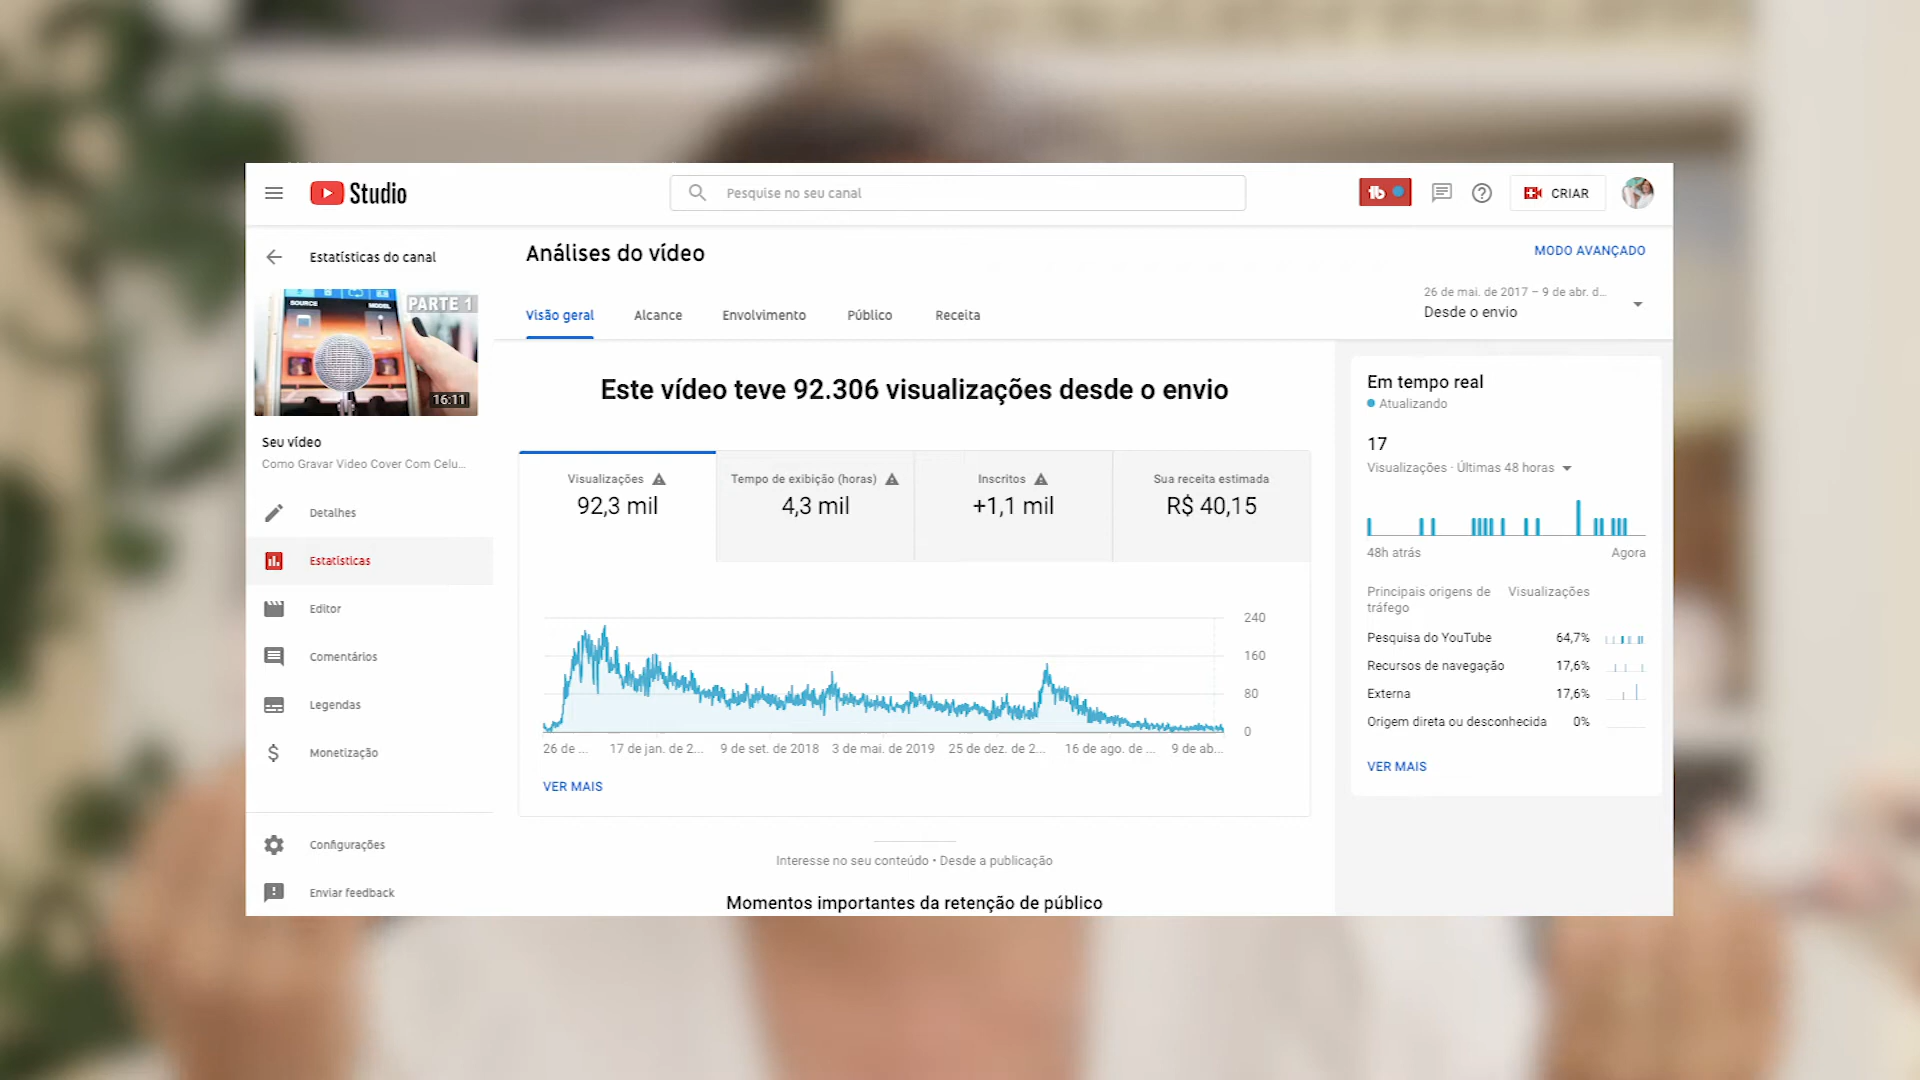 Studio
Pesquise no seu canal
CRIAR
Estatísticas do canal
SOURCE
MODEL
PARTE 1
16:11
Seu vídeo
Como Gravar Video Cover Com Celu...
Detalhes
Estatísticas
Editor
Comentários
Legendas
Monetização
Configurações
Enviar feedback
Análises do vídeo
MODO AVANÇADO
Visão geral
Alcance
Envolvimento
Público
Receita
26 de mai. de 2017 – 9 de abr. d...
Desde o envio
Este vídeo teve 92.306 visualizações desde o envio
Visualizações
92,3 mil
Tempo de exibição (horas)
4,3 mil
Inscritos
+1,1 mil
Sua receita estimada
R$ 40,15
240
160
80
0
26 de ...
17 de jan. de 2...
9 de set. de 2018
3 de mai. de 2019
25 de dez. de 2...
16 de ago. de ...
9 de ab...
VER MAIS
Interesse no seu conteúdo • Desde a publicação
Momentos importantes da retenção de público
Em tempo real
Atualizando
17
Visualizações · Últimas 48 horas
48h atrás
Agora
Principais origens de tráfego
Visualizações
Pesquisa do YouTube 64,7%
Recursos de navegação 17,6%
Externa 17,6%
Origem direta ou desconhecida 0%
VER MAIS